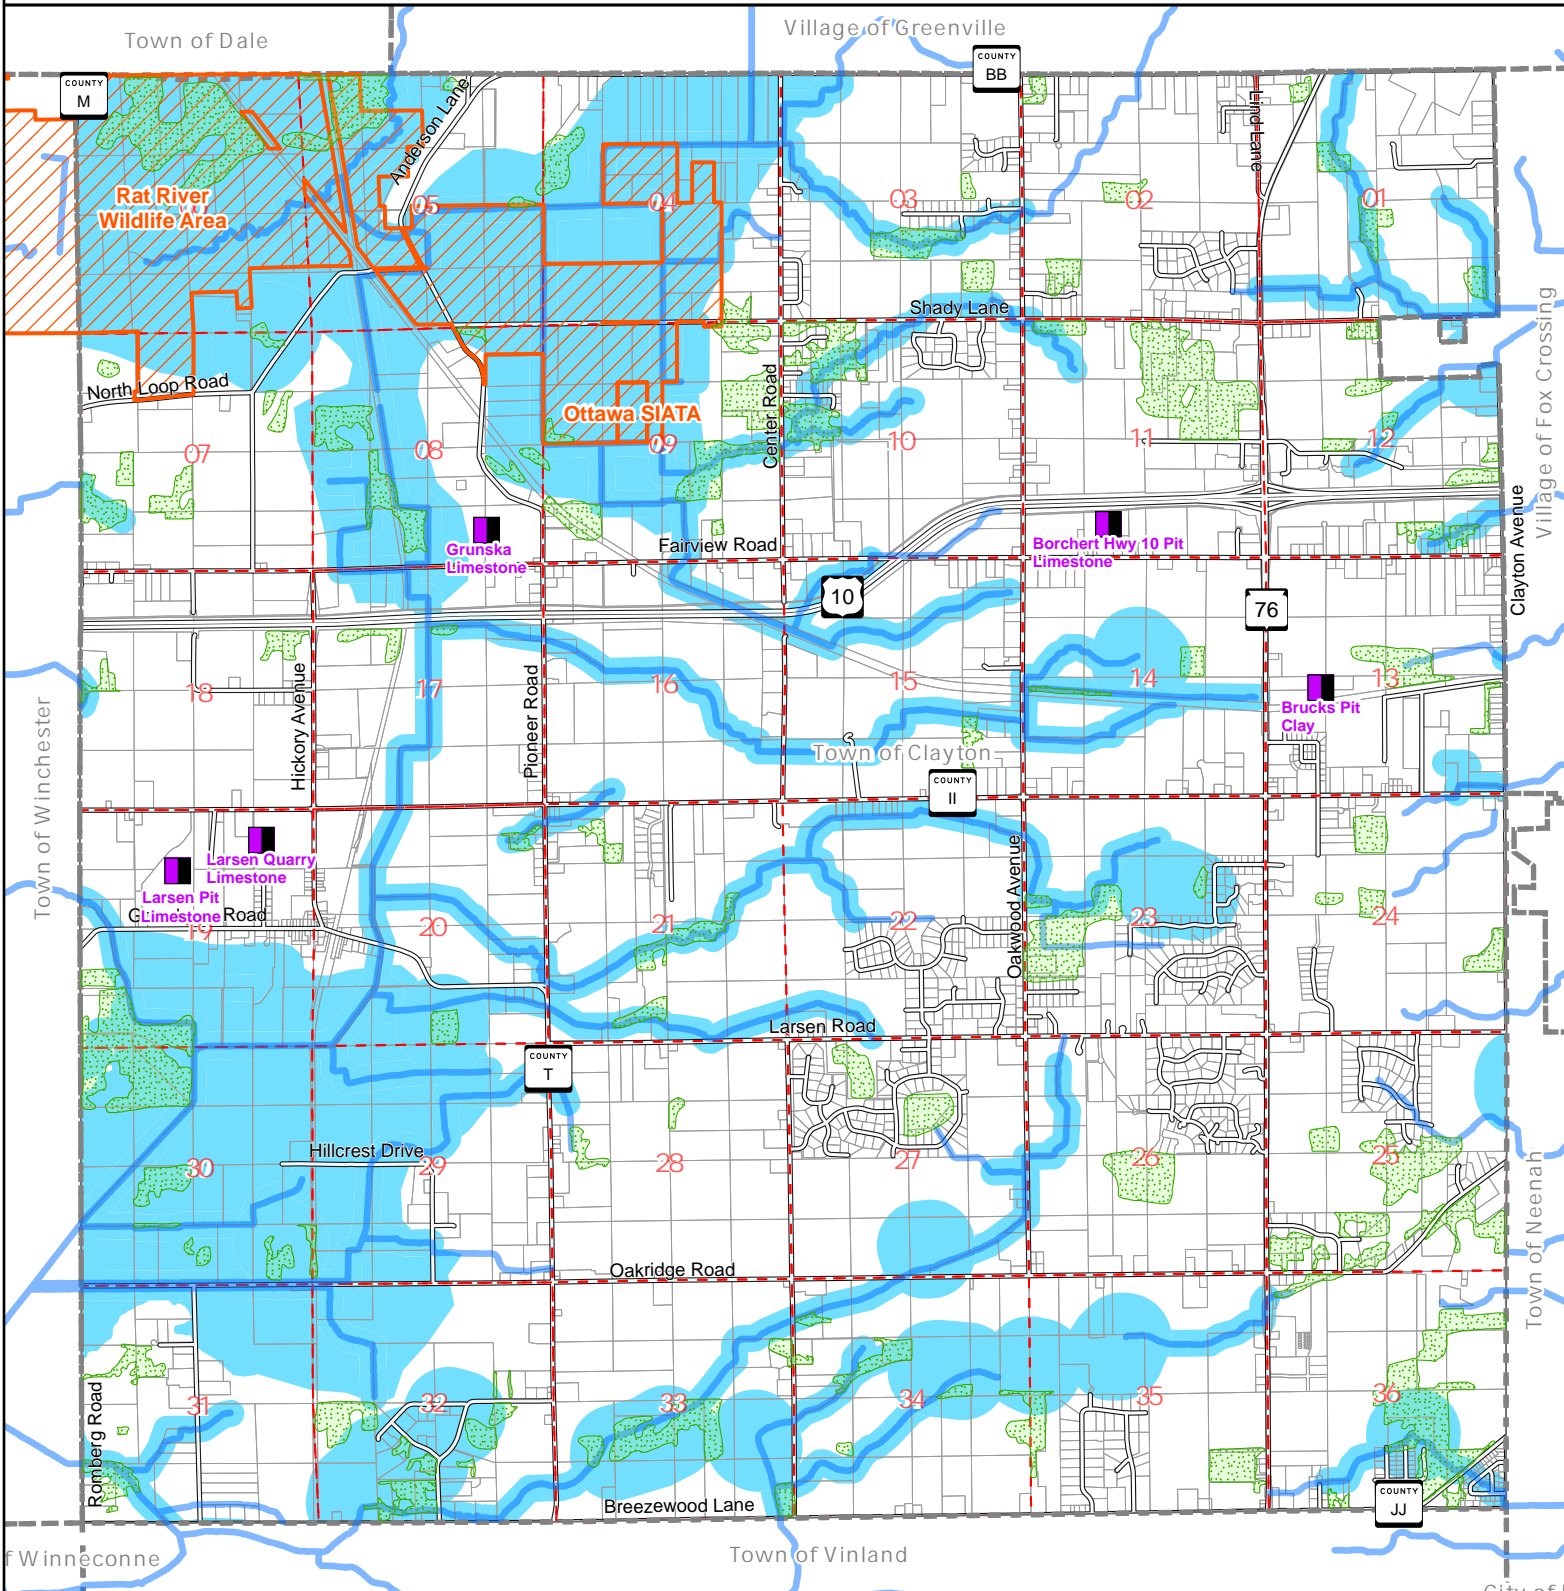 Town of Dale
Village of Greenville
COUNTY
M
COUNTY
BB
Anderson Lane
Lind Lane
Rat River
Wildlife Area
05
04
03
02
01
Shady Lane
Village of Fox Crossing
North Loop Road
Center Road
Ottawa SIATA
07
08
09
10
11
12
Clayton Avenue
Grunska
Limestone
Fairview Road
Borchert Hwy 10 Pit
Limestone
10
76
Town of Winchester
Hickory Avenue
Pioneer Road
18
17
16
15
14
13
Brucks Pit
Clay
Town of Clayton
COUNTY
II
Larsen Quarry
Limestone
Larsen Pit
Limestone
Road
Oakwood Avenue
19
20
21
22
23
24
Larsen Road
COUNTY
T
Hillcrest Drive
30
29
28
27
26
25
Town of Neenah
Oakridge Road
Romberg Road
31
32
33
34
35
36
Breezewood Lane
COUNTY
JJ
f Winneconne
Town of Vinland